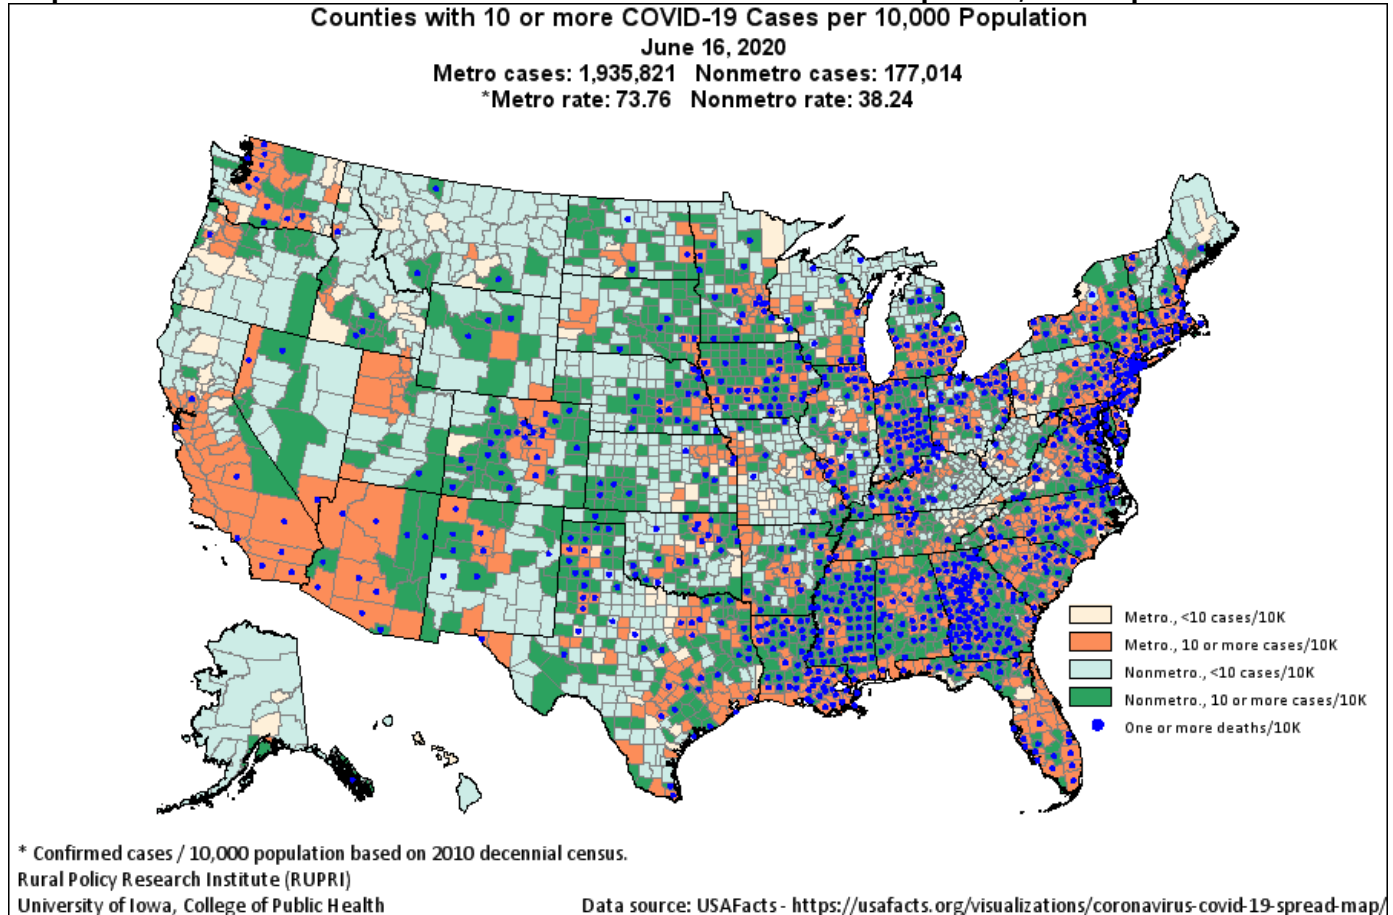 Counties with 10 or more COVID-19 Cases per 10,000 Population
June 16, 2020
Metro cases: 1,935,821 Nonmetro cases: 177,014
*Metro rate: 73.76 Nonmetro rate: 38.24
Metro., <10 cases/10K
Metro., 10 or more cases/10K
Nonmetro., <10 cases/10K
Nonmetro., 10 or more cases/10K
One or more deaths/10K
* Confirmed cases / 10,000 population based on 2010 decennial census.
Rural Policy Research Institute (RUPRI)
University of Iowa, College of Public Health
Data source: USAFacts - https://usafacts.org/visualizations/coronavirus-covid-19-spread-map/